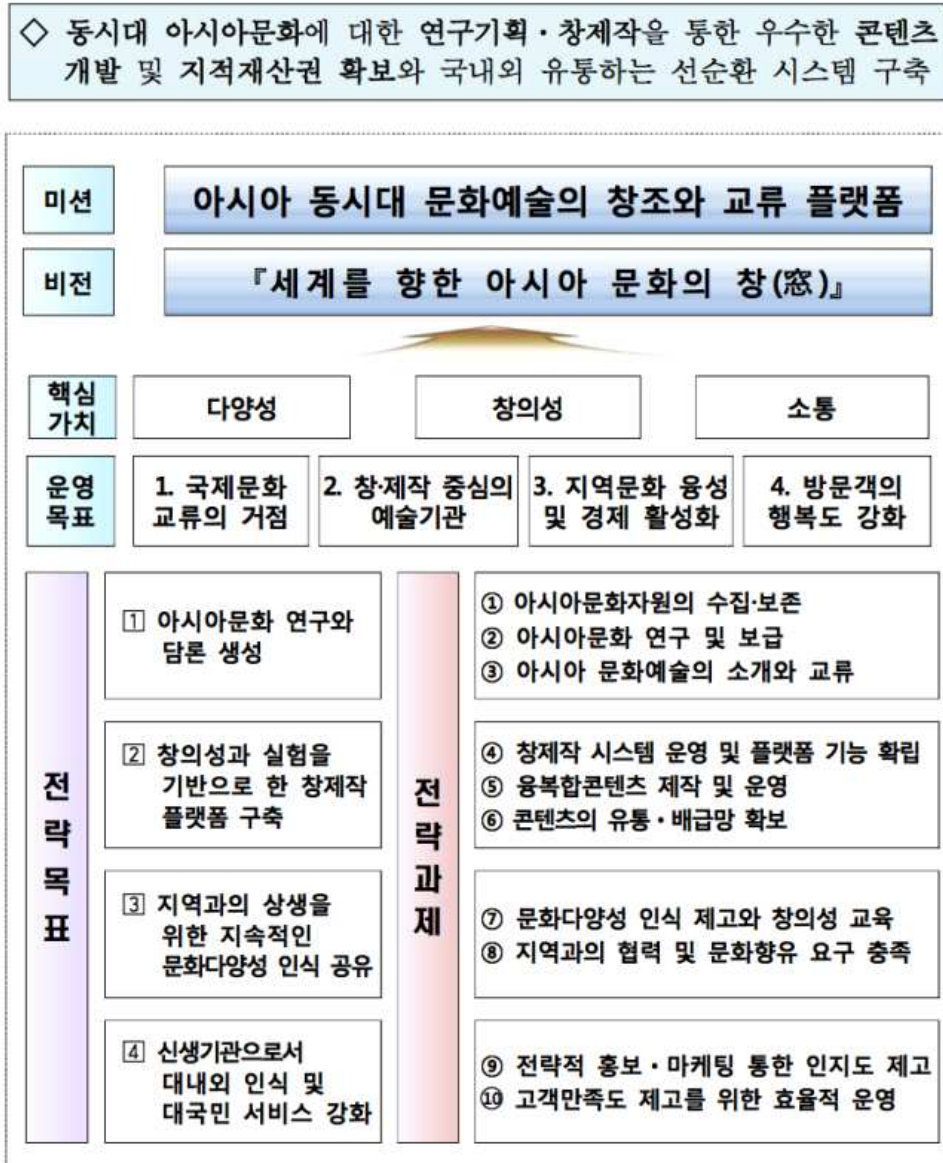 ◇ 동시대 아시아문화에 대한 연구기획·창제작을 통한 우수한 콘텐츠
개발 및 지적재산권 확보와 국내외 유통하는 선순환 시스템 구축
미션
아시아 동시대 문화예술의 창조와 교류 플랫폼
비전
『세계를 향한 아시아 문화의 창(窓)』
핵심
가치
다양성
창의성
소통
운영
목표
1. 국제문화
교류의 거점
2. 창·제작 중심의
예술기관
3. 지역문화 융성
및 경제 활성화
4. 방문객의
행복도 강화
전
략
목
표
1 아시아문화 연구와
담론 생성
2 창의성과 실험을
기반으로 한 창제작
플랫폼 구축
3 지역과의 상생을
위한 지속적인
문화다양성 인식 공유
4 신생기관으로서
대내외 인식 및
대국민 서비스 강화
전
략
과
제
① 아시아문화자원의 수집·보존
② 아시아문화 연구 및 보급
③ 아시아 문화예술의 소개와 교류
④ 창제작 시스템 운영 및 플랫폼 기능 확립
⑤ 융복합콘텐츠 제작 및 운영
⑥ 콘텐츠의 유통·배급망 확보
⑦ 문화다양성 인식 제고와 창의성 교육
⑧ 지역과의 협력 및 문화향유 요구 충족
⑨ 전략적 홍보·마케팅 통한 인지도 제고
⑩ 고객만족도 제고를 위한 효율적 운영